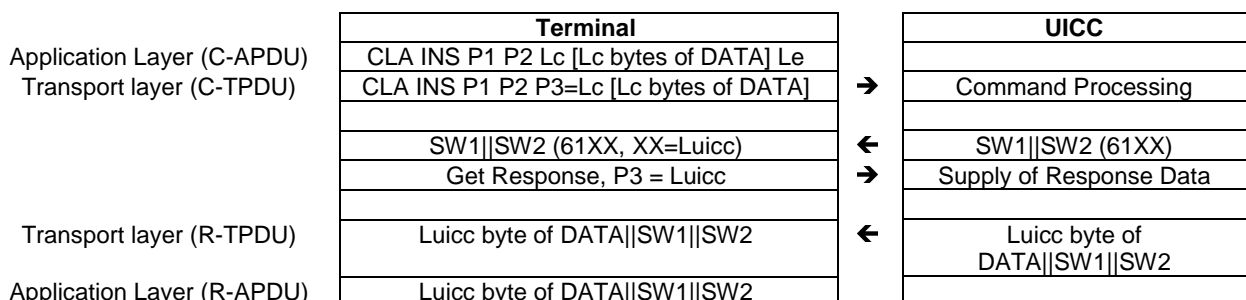 Terminal UICC
Application Layer (C-APDU) CLA INS P1 P2 Lc [Lc bytes of DATA] Le
Transport layer (C-TPDU) CLA INS P1 P2 P3=Lc [Lc bytes of DATA] ➔ Command Processing
SW1||SW2 (61XX, XX=Luicc) ← SW1||SW2 (61XX)
Get Response, P3 = Luicc ➔ Supply of Response Data
Transport layer (R-TPDU) Luicc byte of DATA||SW1||SW2 ← Luicc byte of
DATA||SW1||SW2
Application Layer (R-APDU) Luicc byte of DATA||SW1||SW2